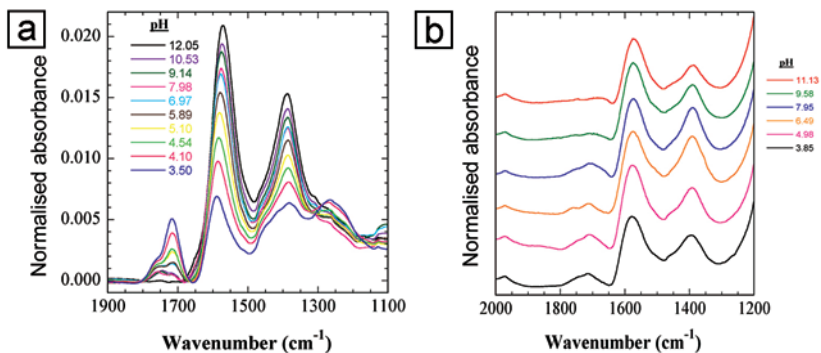 a
pH
12.05
10.53
9.14
7.98
6.97
5.89
5.10
4.54
4.10
3.50
Normalised absorbance
0.020
0.015
0.010
0.005
0.000
1900 1700 1500 1300 1100
Wavenumber (cm-1)
b
pH
11.13
9.58
7.95
6.49
4.98
3.85
Normalised absorbance
2000 1800 1600 1400 1200
Wavenumber (cm-1)